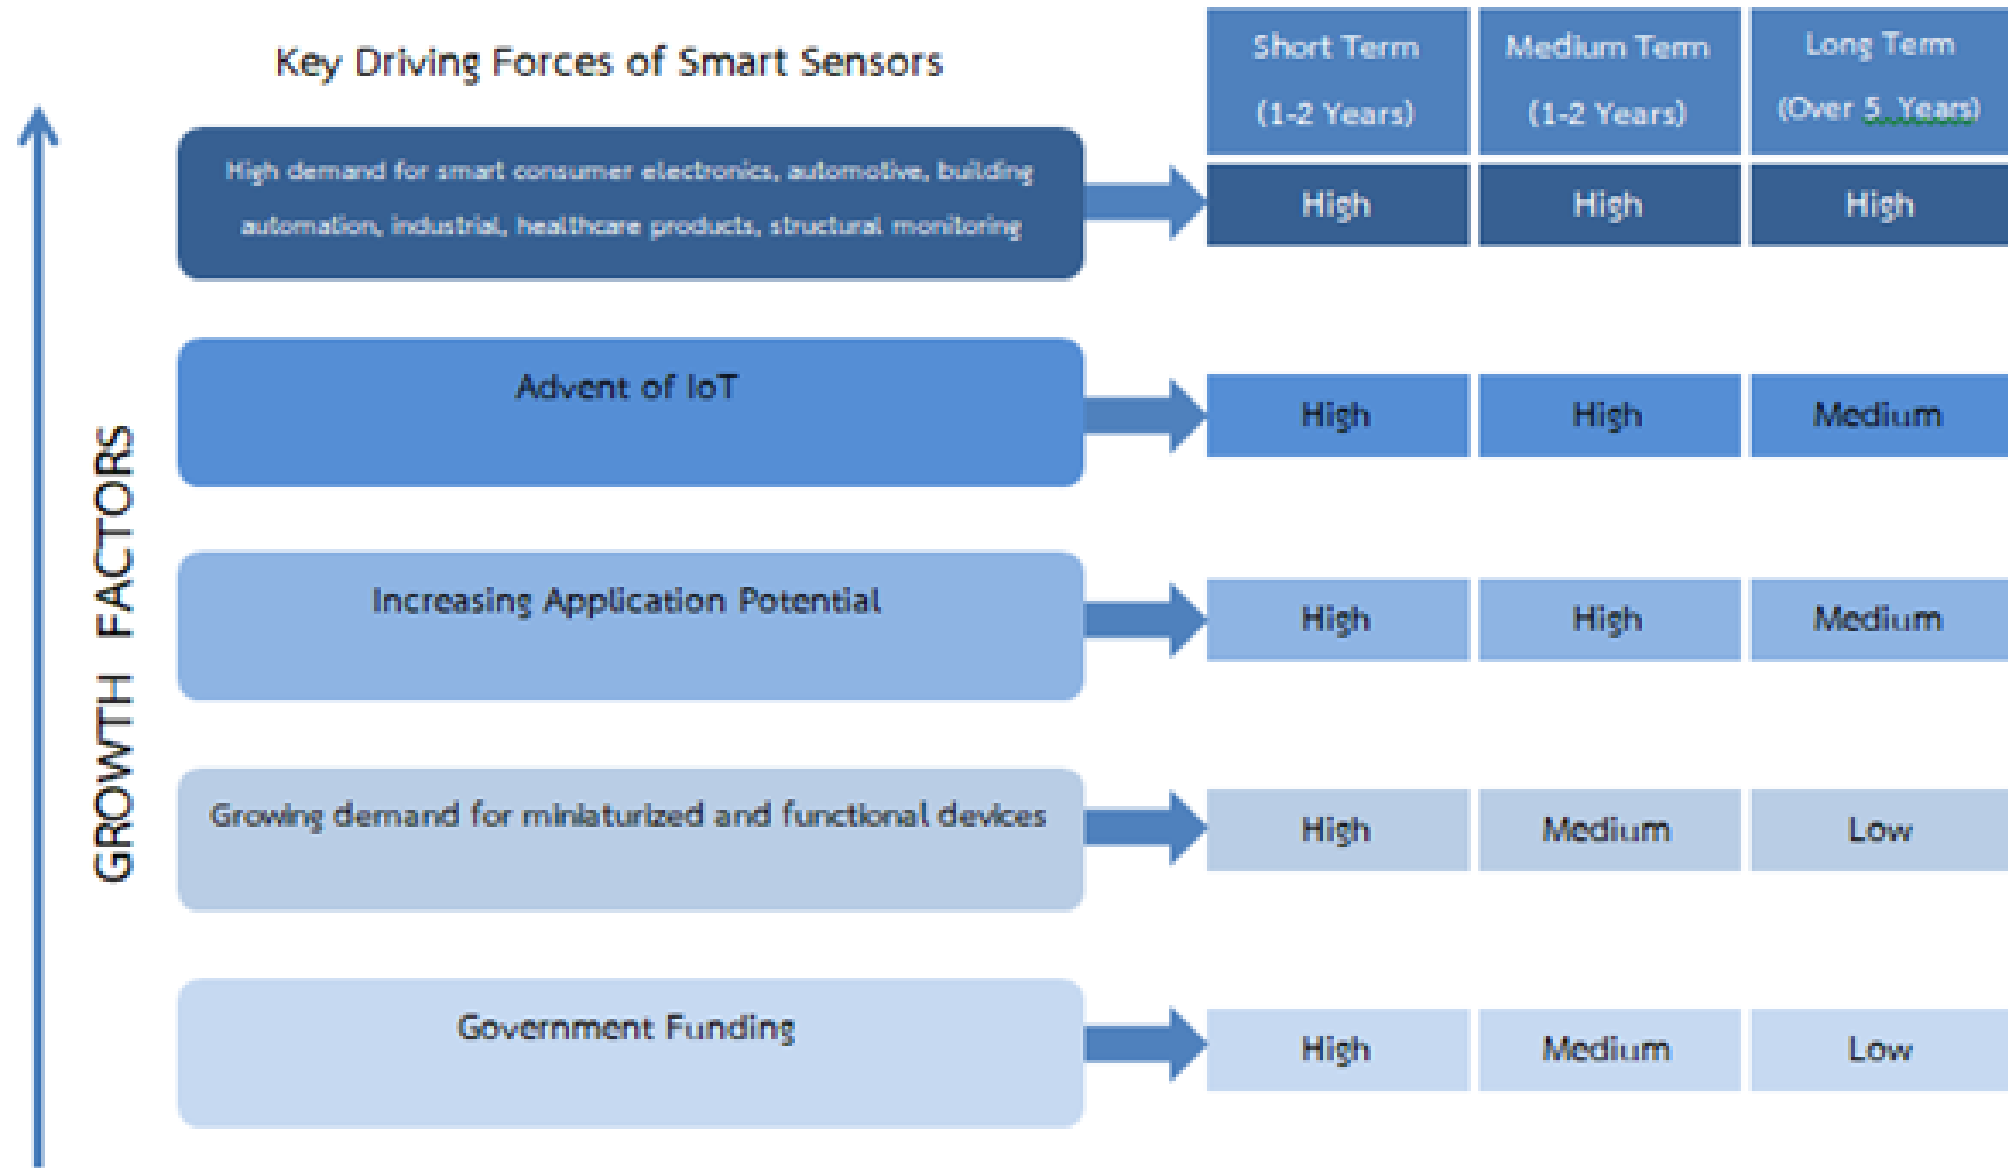 Key Driving Forces of Smart Sensors
Short Term
(1-2 Years)
Medium Term
(1-2 Years)
Long Term
(Over 5 Years)
High demand for smart consumer electronics, automotive, building
automation, industrial, healthcare products, structural monitoring
High
High
High
Advent of IoT
High
High
Medium
Increasing Application Potential
High
High
Medium
Growing demand for miniaturized and functional devices
High
Medium
Low
Government Funding
High
Medium
Low
GROWTH FACTORS